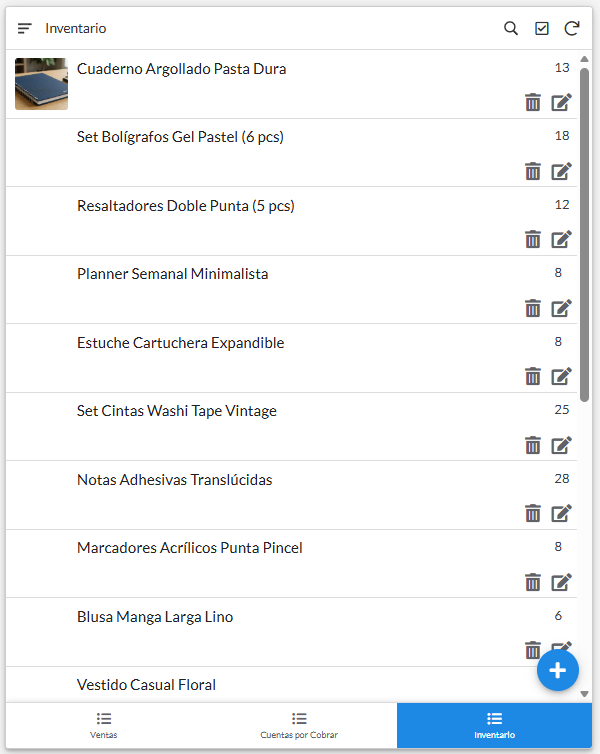 Inventario
Cuaderno Argollado Pasta Dura
13
Set Bolígrafos Gel Pastel (6 pcs)
18
Resaltadores Doble Punta (5 pcs)
12
Planner Semanal Minimalista
8
Estuche Cartuchera Expandible
8
Set Cintas Washi Tape Vintage
25
Notas Adhesivas Translúcidas
28
Marcadores Acrílicos Punta Pincel
8
Blusa Manga Larga Lino
6
Vestido Casual Floral
Ventas
Cuentas por Cobrar
Inventario